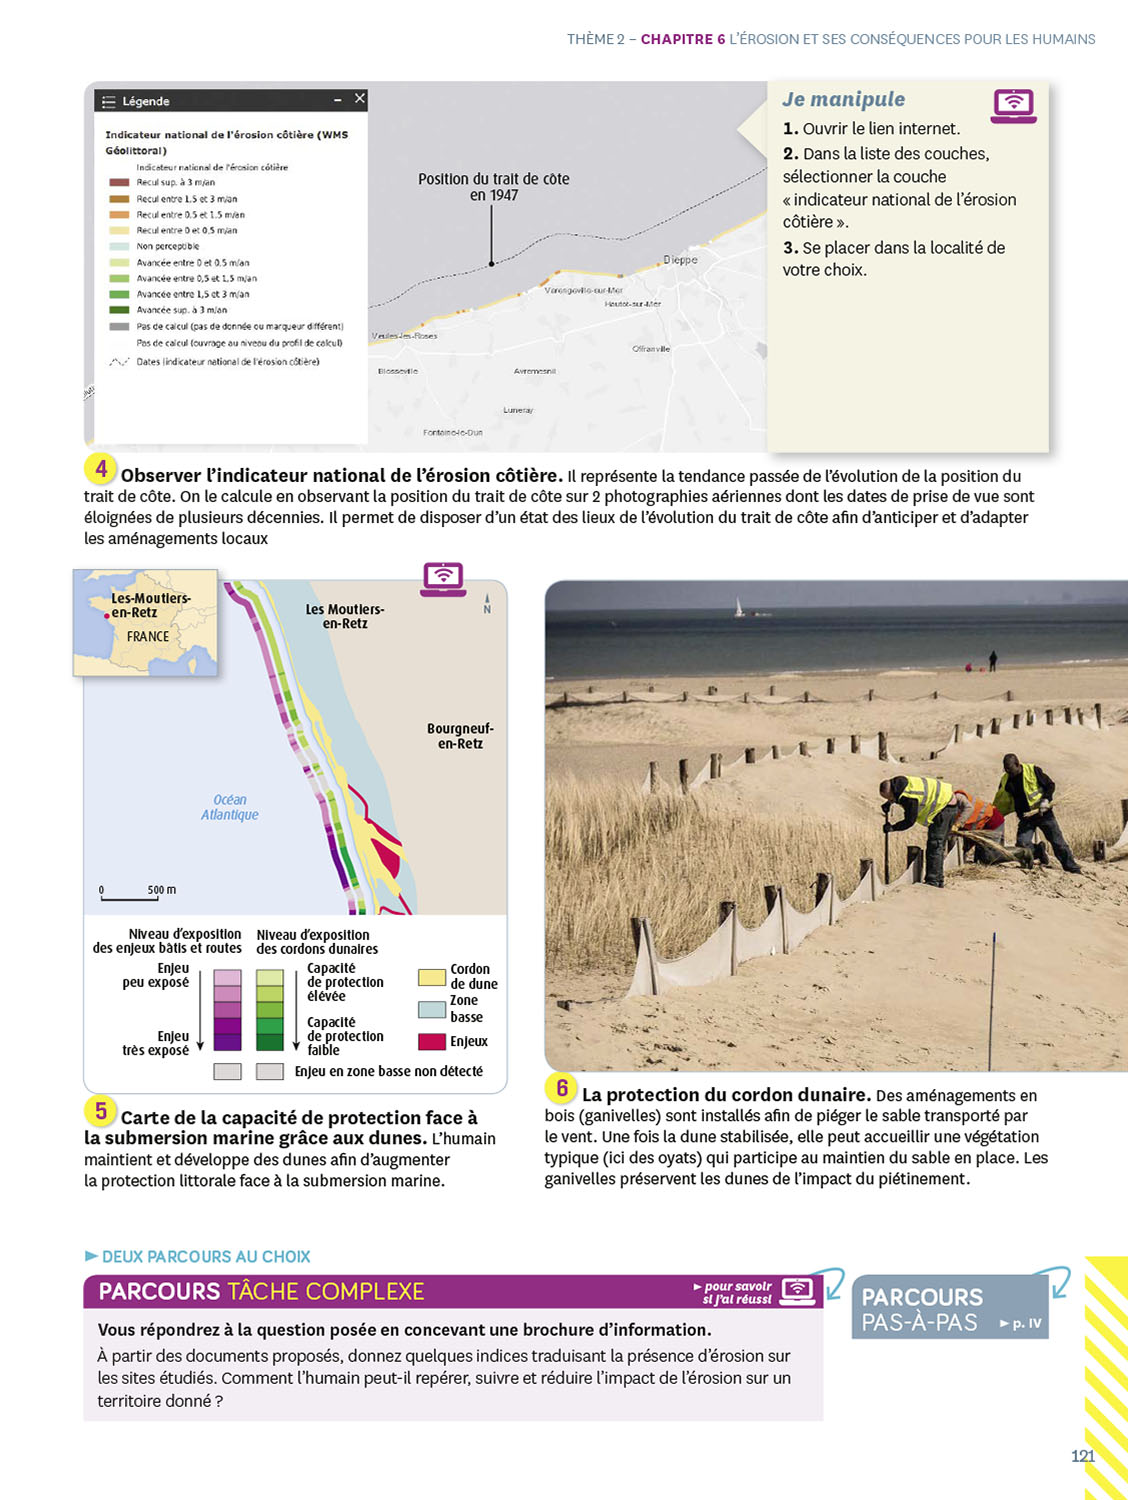 THÈME 2 – CHAPITRE 6 L’ÉROSION ET SES CONSÉQUENCES POUR LES HUMAINS
Légende
Indicateur national de l'érosion côtière (WMS
Géolittoral)
Indicateur national de l'érosion côtière
Recul sup. à 3 m/an
Recul entre 1.5 et 3 m/an
Recul entre 0.5 et 1.5 m/an
Recul entre 0 et 0,5 m/an
Non perceptible
Avancée entre 0 et 0.5 m/an
Avancée entre 0,5 et 1,5 m/an
Avancée entre 1,5 et 3 m/an
Avancée sup. à 3 m/an
Pas de calcul (pas de donnée ou marqueur différent)
Pas de calcul (ouvrage au niveau du profil de calcul)
Dates (indicateur national de l'érosion côtière)
Position du trait de côte
en 1947
Dieppe
Varengeville-sur-Mer
Hautot-sur-Mer
Veules-les-Roses
Offranville
Blosseville
Avremesnil
Luneray
Fontaine-le-Dun
Je manipule
1. Ouvrir le lien internet.
2. Dans la liste des couches,
sélectionner la couche
« indicateur national de l’érosion
côtière ».
3. Se placer dans la localité de
votre choix.
4 Observer l’indicateur national de l’érosion côtière. Il représente la tendance passée de l’évolution de la position du
trait de côte. On le calcule en observant la position du trait de côte sur 2 photographies aériennes dont les dates de prise de vue sont
éloignées de plusieurs décennies. Il permet de disposer d’un état des lieux de l’évolution du trait de côte afin d’anticiper et d’adapter
les aménagements locaux
Les-Moutiers-
en-Retz
FRANCE
Les Moutiers-
en-Retz
N
Bourgneuf-
en-Retz
Océan
Atlantique
0 500 m
Niveau d’exposition
des enjeux bâtis et routes
Enjeu
peu exposé
Enjeu
très exposé
Niveau d’exposition
des cordons dunaires
Capacité
de protection
élévée
Capacité
de protection
faible
Cordon
de dune
Zone
basse
Enjeux
Enjeu en zone basse non détecté
5 Carte de la capacité de protection face à
la submersion marine grâce aux dunes. L’humain
maintient et développe des dunes afin d’augmenter
la protection littorale face à la submersion marine.
6 La protection du cordon dunaire. Des aménagements en
bois (ganivelles) sont installés afin de piéger le sable transporté par
le vent. Une fois la dune stabilisée, elle peut accueillir une végétation
typique (ici des oyats) qui participe au maintien du sable en place. Les
ganivelles préservent les dunes de l’impact du piétinement.
DEUX PARCOURS AU CHOIX
PARCOURS TÂCHE COMPLEXE
pour savoir
si j’ai réussi
Vous répondrez à la question posée en concevant une brochure d’information.
À partir des documents proposés, donnez quelques indices traduisant la présence d’érosion sur
les sites étudiés. Comment l’humain peut-il repérer, suivre et réduire l’impact de l’érosion sur un
territoire donné ?
PARCOURS
PAS-À-PAS p. IV
121